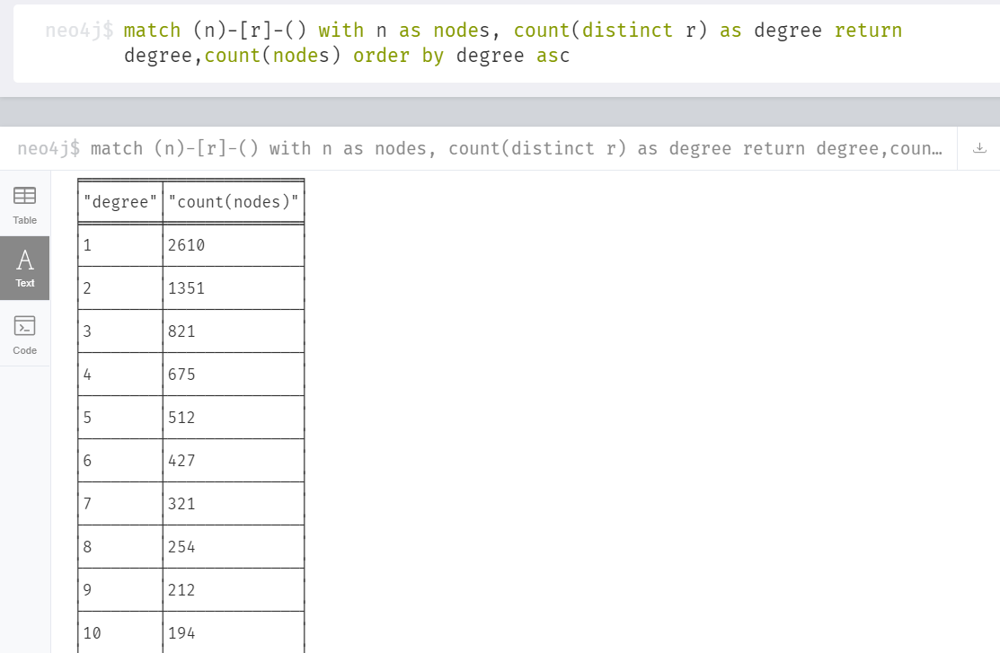 neo4j$ match (n)-[r]-() with n as nodes, count(distinct r) as degree return
degree,count(nodes) order by degree asc
neo4j$ match (n)-[r]-() with n as nodes, count(distinct r) as degree return degree,coun…
Table
Text
Code
"degree" "count(nodes)"
1 2610
2 1351
3 821
4 675
5 512
6 427
7 321
8 254
9 212
10 194